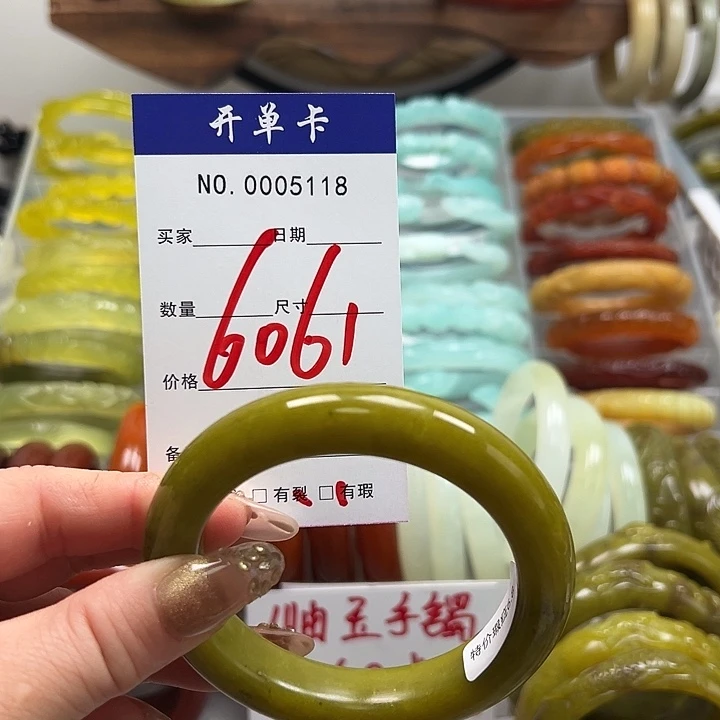 开单卡
NO.0005118
买家 日期
数量 尺寸
6061
价格
备
□有裂 □有瑕
岫玉手镯